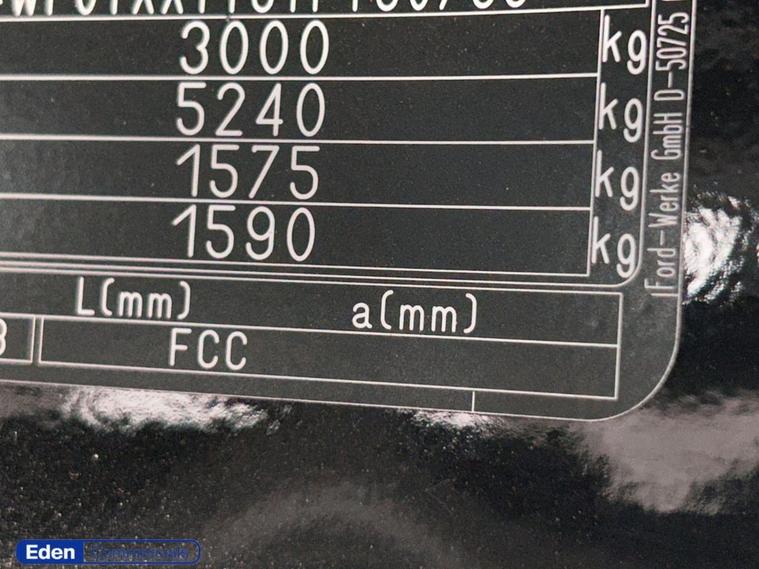 3000 kg
5240 kg
1575 kg
1590 kg
L(mm) a(mm)
FCC
Ford-Werke GmbH D-50725
Eden